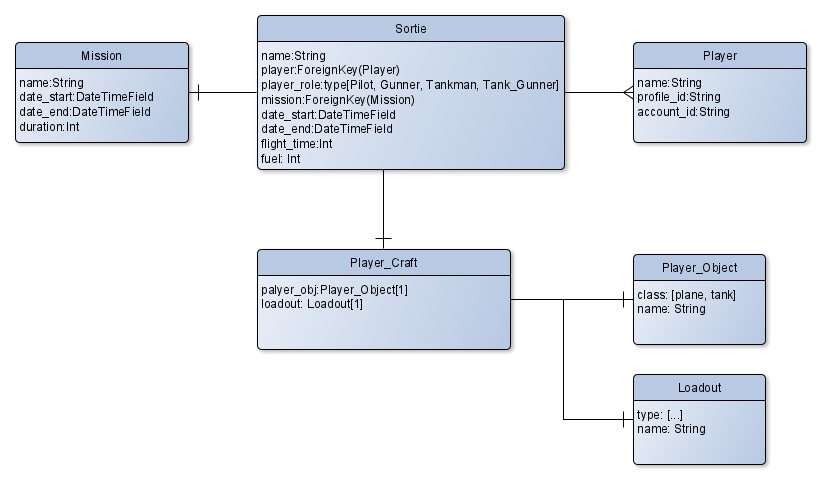 Sortie
name:String
player:ForeignKey(Player)
player_role:type[Pilot, Gunner, Tankman, Tank_Gunner]
mission:ForeignKey(Mission)
date_start:DateTimeField
date_end:DateTimeField
flight_time:Int
fuel: Int
Mission
name:String
date_start:DateTimeField
date_end:DateTimeField
duration:Int
Player
name:String
profile_id:String
account_id:String
Player_Craft
palyer_obj:Player_Object[1]
loadout: Loadout[1]
Player_Object
class: [plane, tank]
name: String
Loadout
type: [...]
name: String